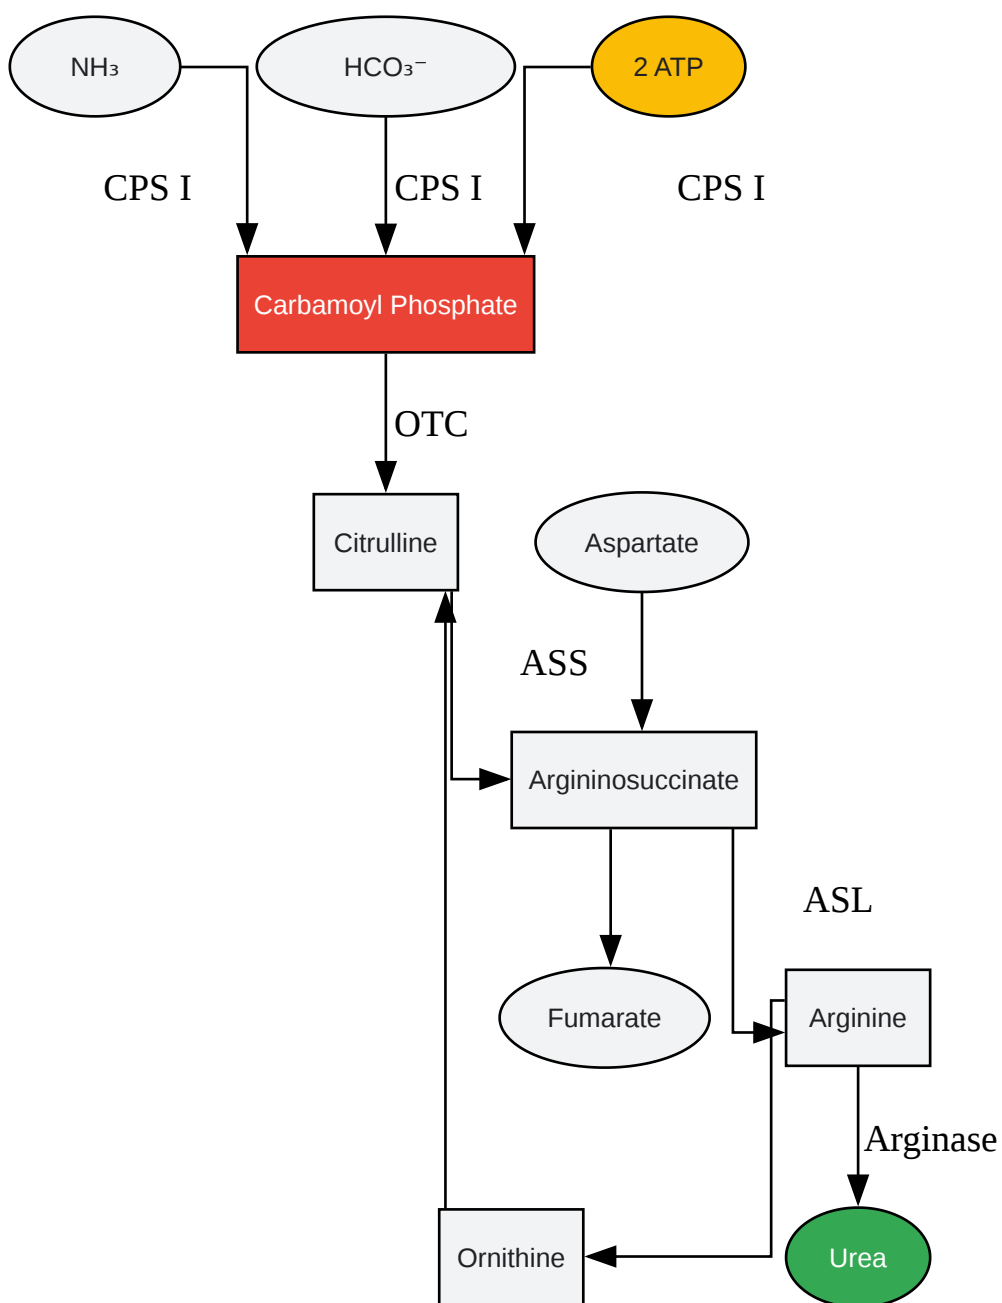 NH₃
HCO₃⁻
2 ATP
CPS I
CPS I
CPS I
Carbamoyl Phosphate
OTC
Citrulline
Aspartate
ASS
Argininosuccinate
ASL
Fumarate
Arginine
Arginase
Ornithine
Urea